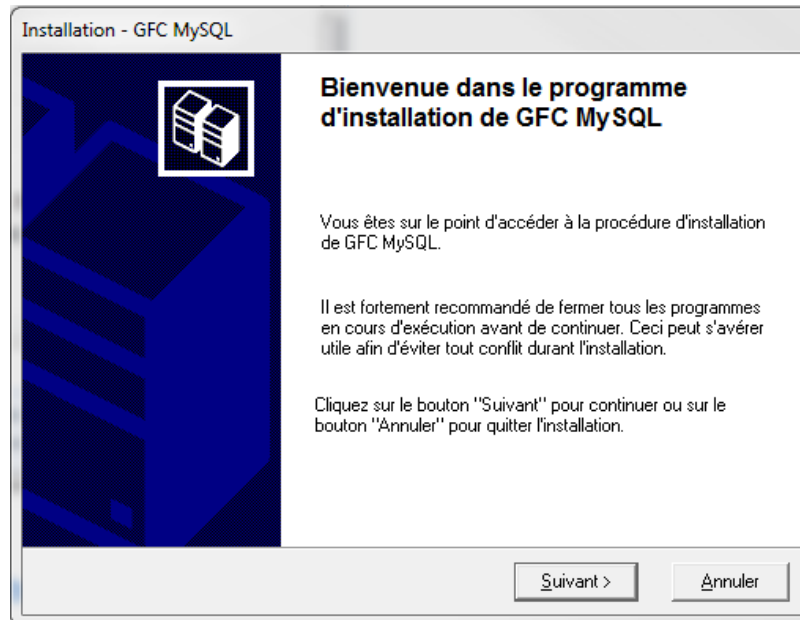 Installation - GFC MySQL
Bienvenue dans le programme
d'installation de GFC MySQL
Vous êtes sur le point d'accéder à la procédure d'installation
de GFC MySQL.
Il est fortement recommandé de fermer tous les programmes
en cours d'exécution avant de continuer. Ceci peut s'avérer
utile afin d'éviter tout conflit durant l'installation.
Cliquez sur le bouton "Suivant" pour continuer ou sur le
bouton "Annuler" pour quitter l'installation.
Suivant >
Annuler